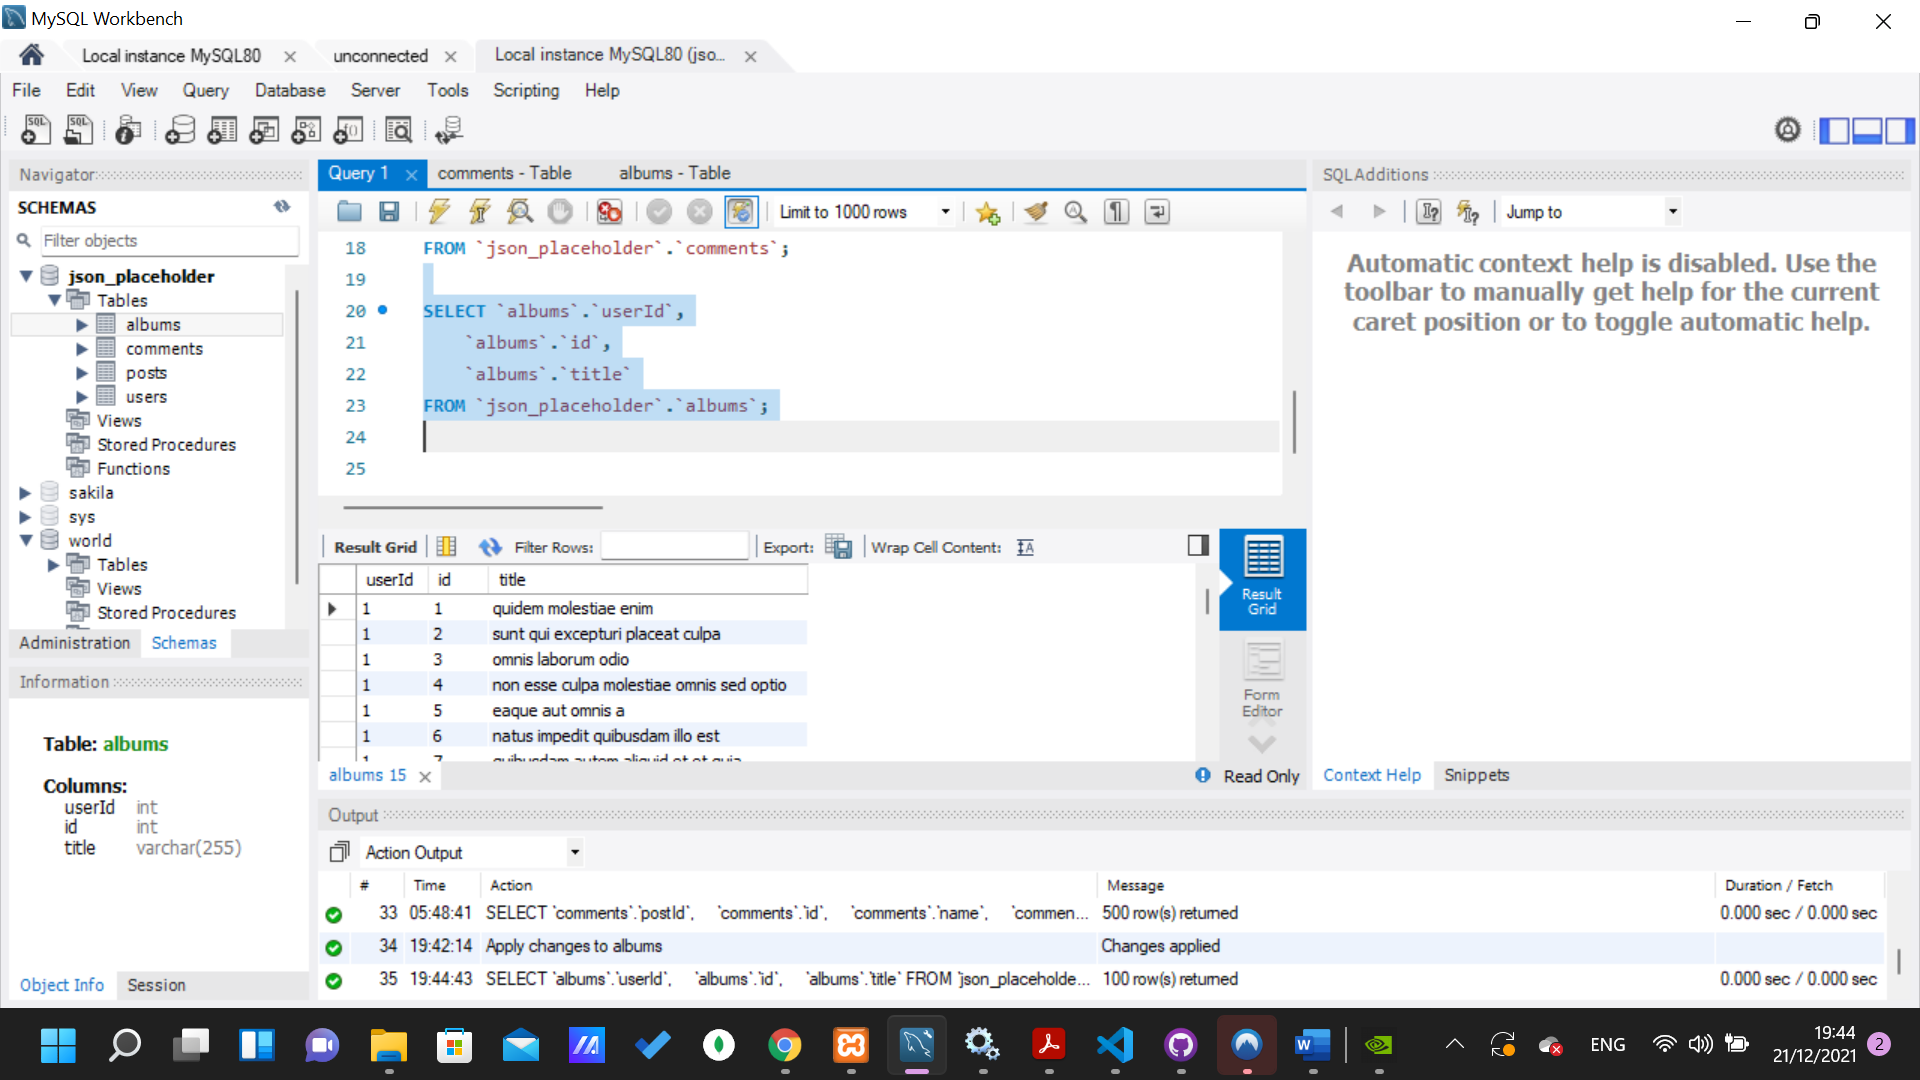 MySQL Workbench
Local instance MySQL80
unconnected
Local instance MySQL80 (jso...
File Edit View Query Database Server Tools Scripting Help
Navigator
SCHEMAS
Filter objects
json_placeholder
Tables
albums
comments
posts
users
Views
Stored Procedures
Functions
sakila
sys
world
Tables
Views
Stored Procedures
Administration Schemas
Information
Table: albums
Columns:
userId int
id int
title varchar(255)
Object Info Session
Query 1 comments - Table albums - Table
Limit to 1000 rows
18 FROM `json_placeholder`.`comments`;
19
20 SELECT `albums`.`userId`,
21 `albums`.`id`,
22 `albums`.`title`
23 FROM `json_placeholder`.`albums`;
24
25
Result Grid Filter Rows: Export: Wrap Cell Content:
userId id title
1 1 quidem molestiae enim
1 2 sunt qui excepturi placeat culpa
1 3 omnis laborum odio
1 4 non esse culpa molestiae omnis sed optio
1 5 eaque aut omnis a
1 6 natus impedit quibusdam illo est
Result
Grid
Form
Editor
albums 15
Read Only
SQLAdditions
Jump to
Automatic context help is disabled. Use the
toolbar to manually get help for the current
caret position or to toggle automatic help.
Context Help Snippets
Output
Action Output
# Time Action Message Duration / Fetch
33 05:48:41 SELECT `comments`.`postId`, `comments`.`id`, `comments`.`name`, `commen... 500 row(s) returned 0.000 sec / 0.000 sec
34 19:42:14 Apply changes to albums Changes applied
35 19:44:43 SELECT `albums`.`userId`, `albums`.`id`, `albums`.`title` FROM `json_placeholde... 100 row(s) returned 0.000 sec / 0.000 sec
ENG
19:44
21/12/2021
2